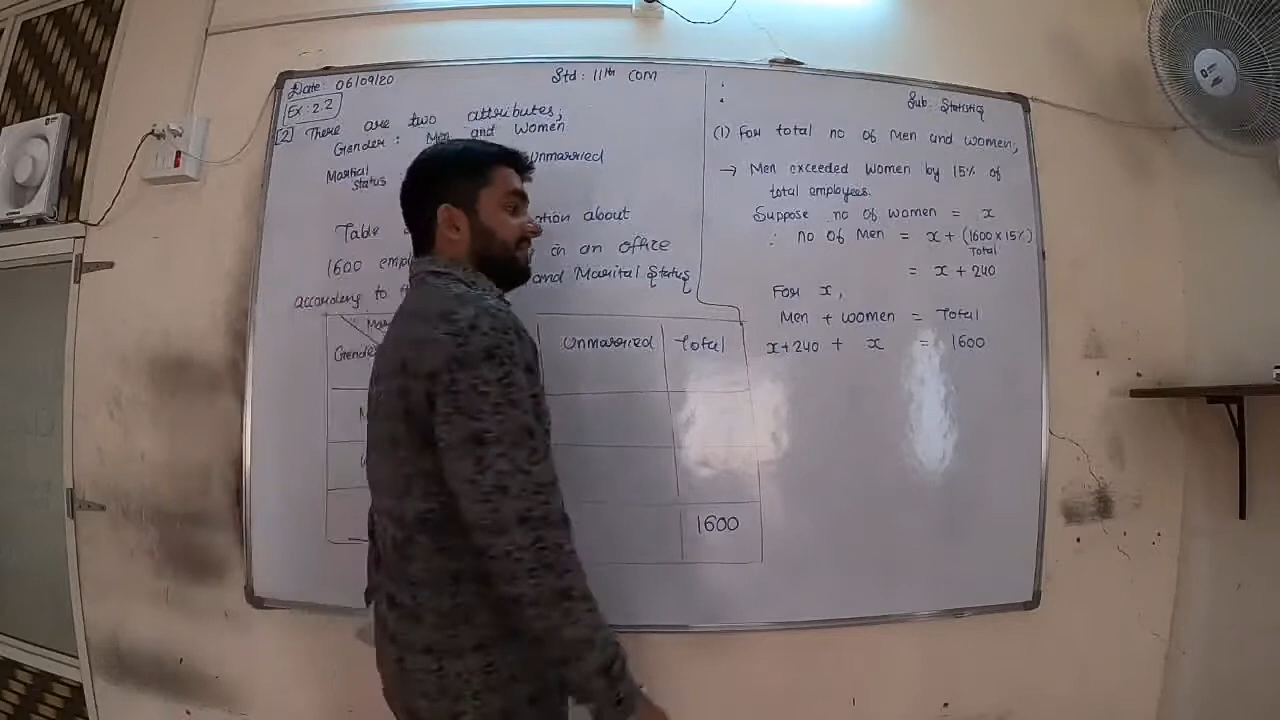 Date: 06/09/20
Std: 11th com
Sub: Statistiq
Ex: 2.2
[2] There are two attributes;
Gender: Men and Women
Marital Status Unmarried
Table about
1600 in an office
according to and Marital Status
Gender Unmarried Total
1600
(1) For total no of Men and women;
→ Men exceeded women by 15% of
total employees.
Suppose no of women = x
∴ no of Men = x + (1600 x 15%)
Total
= x + 240
For x,
Men + women = Total
x+240 + x = 1600